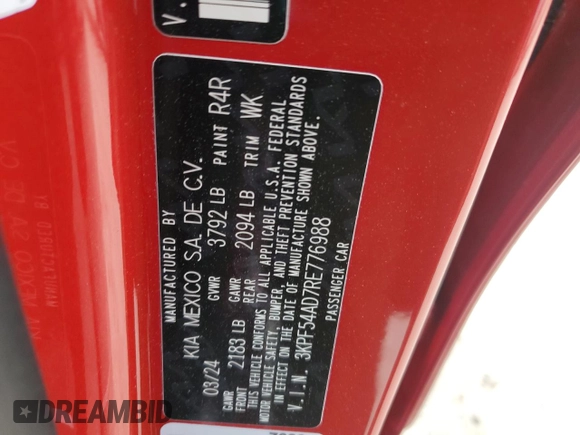 V.
MANUFACTURED BY
KIA MEXICO S.A. DE C.V.
03/24 GVWR 3792 LB PAINT R4R
GAWR FRONT 2183 LB GAWR REAR 2094 LB TRIM WK
THIS VEHICLE CONFORMS TO ALL APPLICABLE U.S.A. FEDERAL
MOTOR VEHICLE SAFETY, BUMPER, AND THEFT PREVENTION STANDARDS
IN EFFECT ON THE DATE OF MANUFACTURE SHOWN ABOVE.
V.I.N. 3KPF54AD7RE776988
PASSENGER CAR
DREAMBID